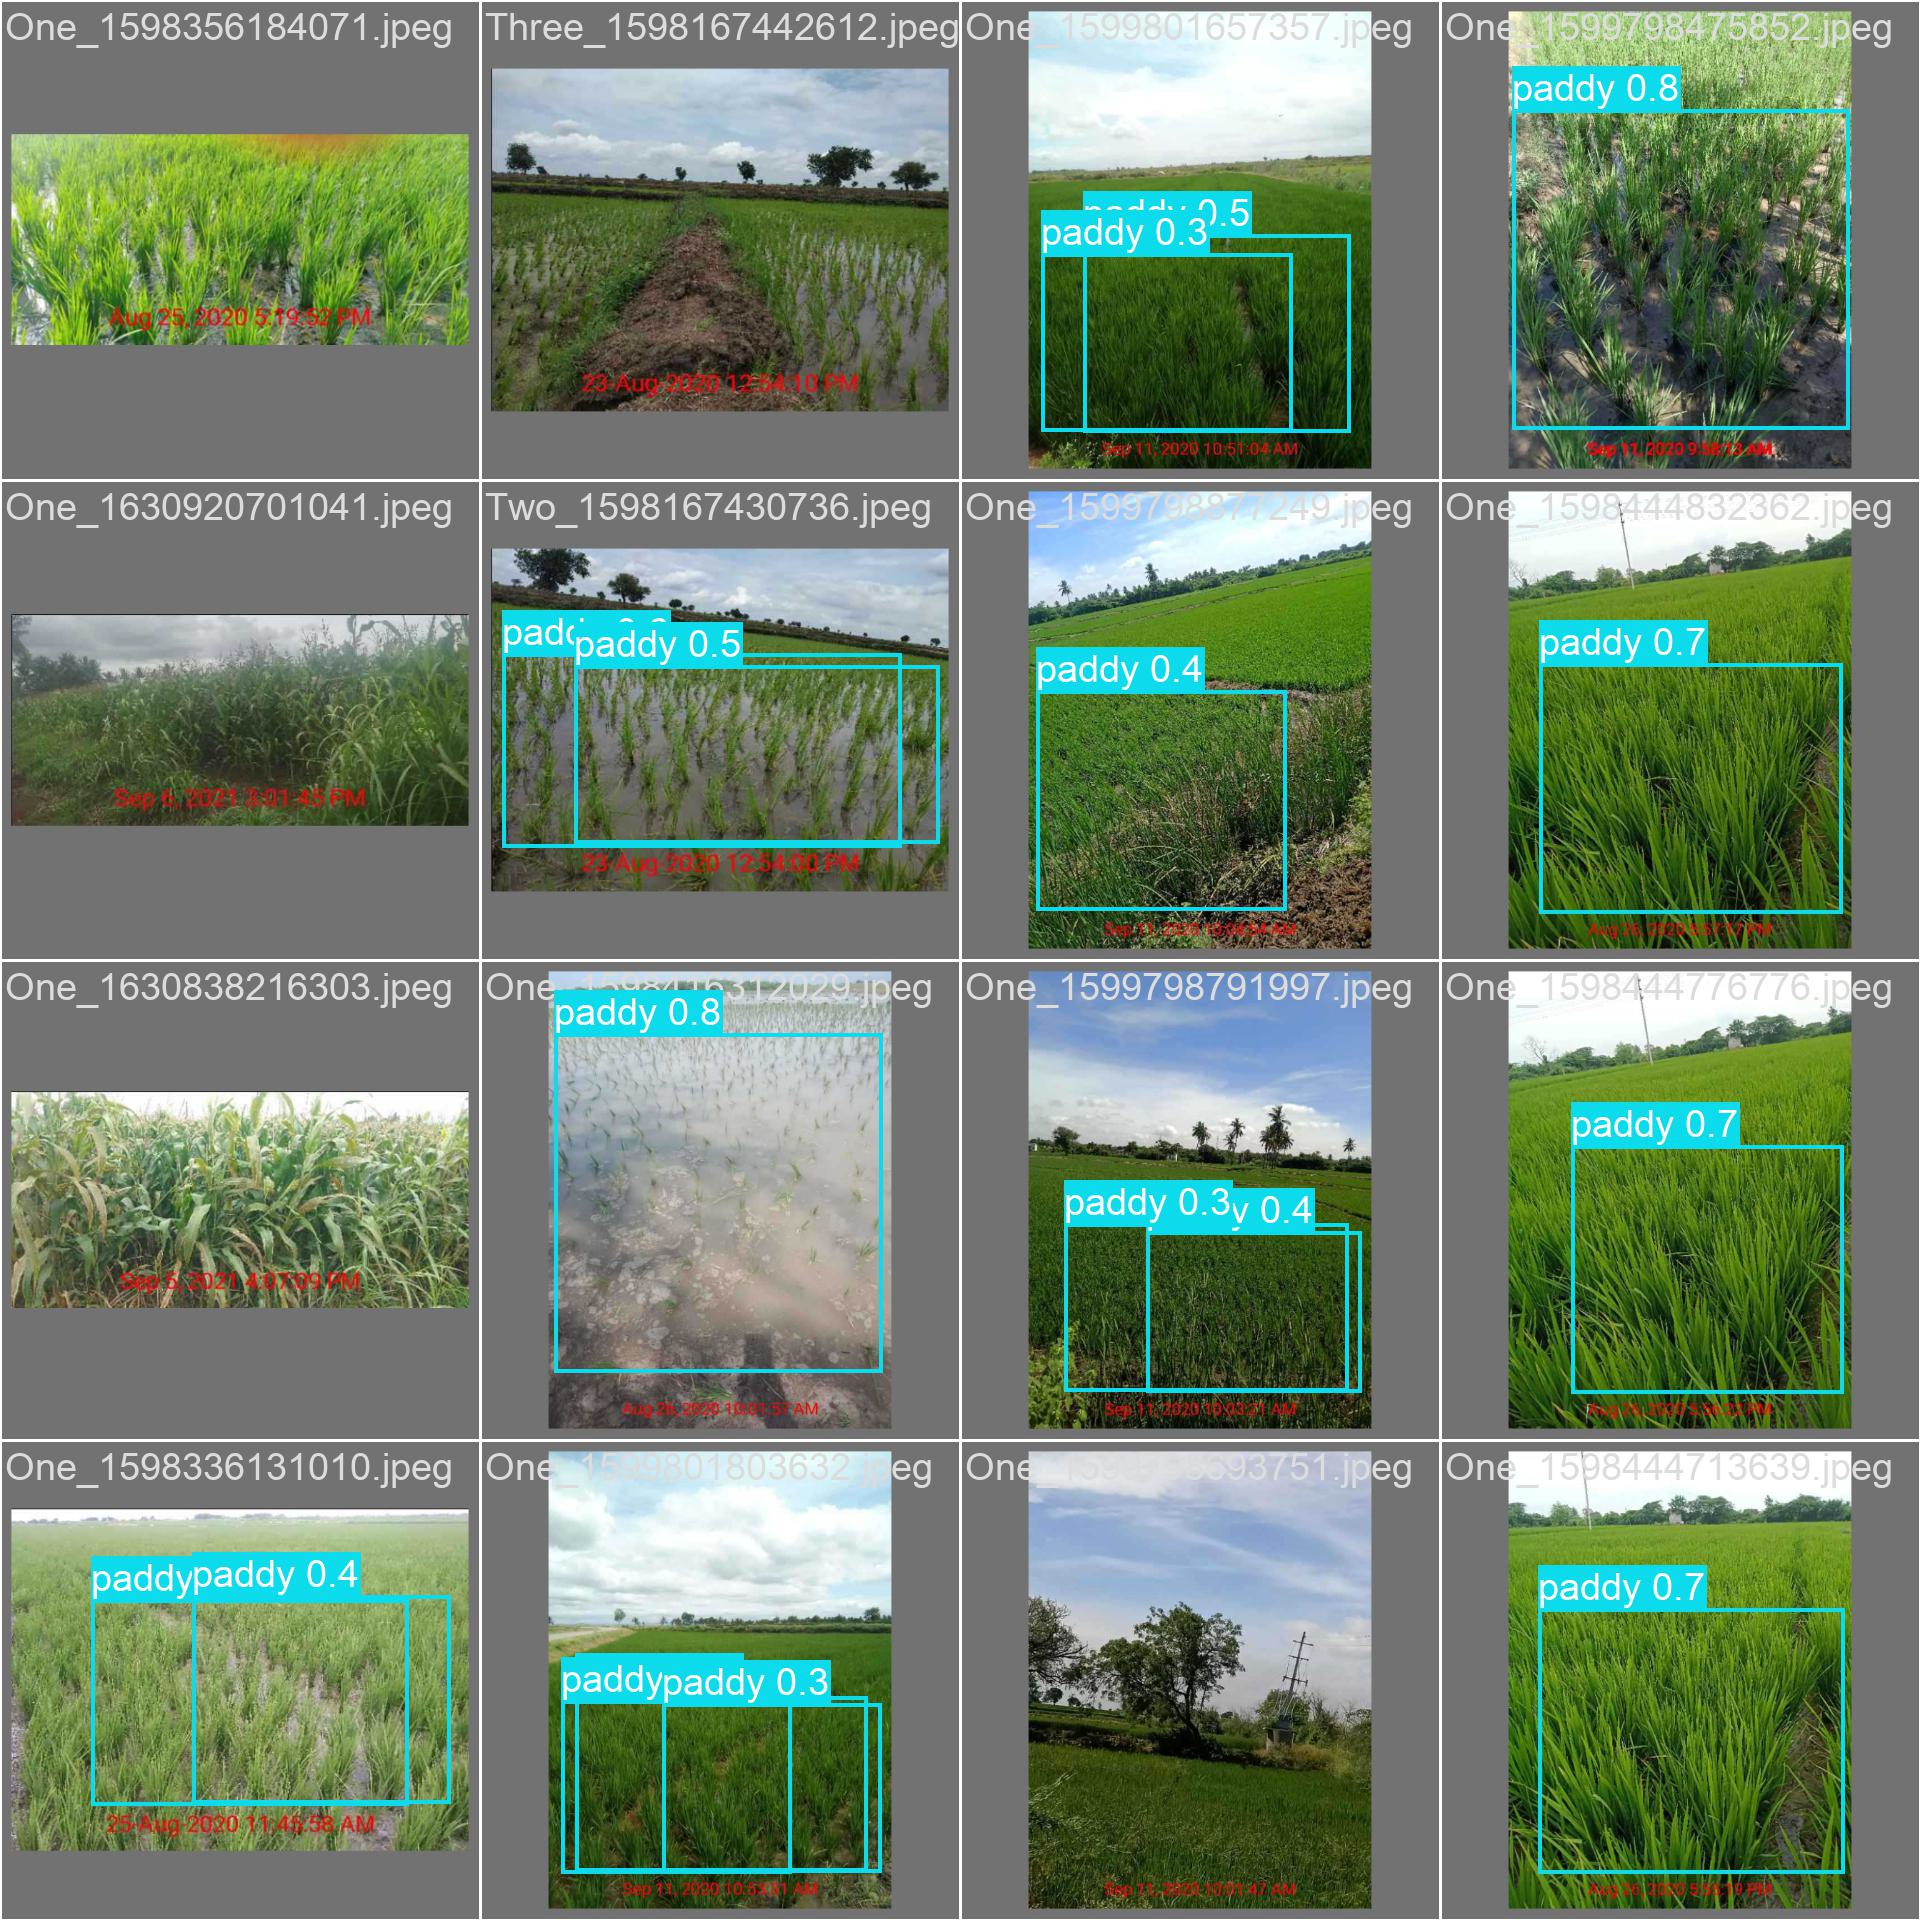 One_1598356184071.jpeg
Aug 25, 2020 5:19:52 PM
Three_1598167442612.jpeg
23-Aug-2020 12:54:10 PM
One_1599801657357.jpeg
paddy 0.5
paddy 0.3
Sep 11, 2020 10:51:04 AM
One_1599798475852.jpeg
paddy 0.8
Sep 11, 2020 9:58:13 AM
One_1630920701041.jpeg
Sep 6, 2021 3:01:45 PM
Two_1598167430736.jpeg
paddy 0.5
23-Aug-2020 12:54:00 PM
One_1599798877249.jpeg
paddy 0.4
Sep 11, 2020 10:04:54 AM
One_1598444832362.jpeg
paddy 0.7
Aug 26, 2020 5:57:17 PM
One_1630838216303.jpeg
Sep 5, 2021 4:07:09 PM
One_1598416312029.jpeg
paddy 0.8
Aug 26, 2020 10:01:57 AM
One_1599798791997.jpeg
paddy 0.3
y 0.4
Sep 11, 2020 10:03:21 AM
One_1598444776776.jpeg
paddy 0.7
Aug 26, 2020 5:56:22 PM
One_1598336131010.jpeg
paddy
paddy 0.4
25-Aug-2020 11:45:58 AM
One_1599801803632.jpeg
paddy
paddy 0.3
Sep 11, 2020 10:53:31 AM
Sep 11, 2020 10:01:47 AM
One_1598444713639.jpeg
paddy 0.7
Aug 26, 2020 5:55:19 PM